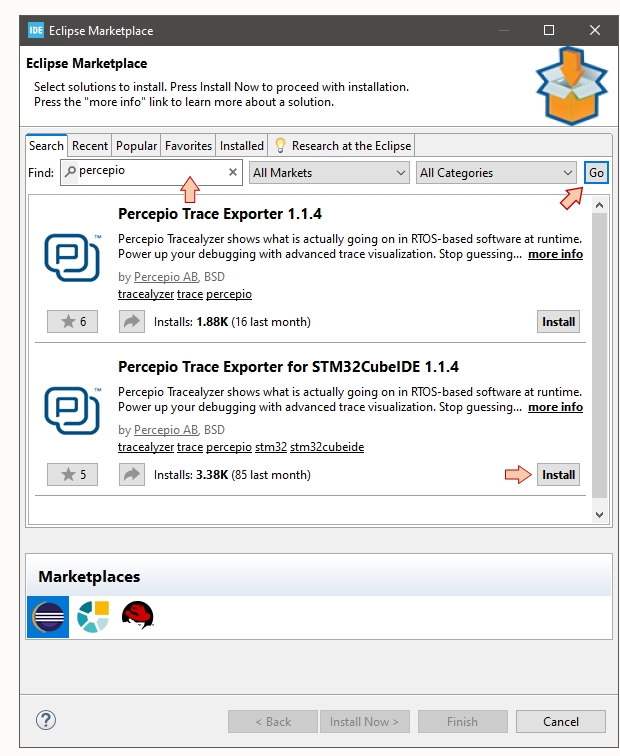 IDE Eclipse Marketplace
Eclipse Marketplace
Select solutions to install. Press Install Now to proceed with installation.
Press the "more info" link to learn more about a solution.
Search Recent Popular Favorites Installed Research at the Eclipse
Find: percepio All Markets All Categories Go
Percepio Trace Exporter 1.1.4
Percepio Tracealyzer shows what is actually going on in RTOS-based software at runtime.
Power up your debugging with advanced trace visualization. Stop guessing... more info
by Percepio AB, BSD
tracealyzer trace percepio
6 Installs: 1.88K (16 last month) Install
Percepio Trace Exporter for STM32CubeIDE 1.1.4
Percepio Tracealyzer shows what is actually going on in RTOS-based software at runtime.
Power up your debugging with advanced trace visualization. Stop guessing... more info
by Percepio AB, BSD
tracealyzer trace percepio stm32 stm32cubeide
5 Installs: 3.38K (85 last month) Install
Marketplaces
? < Back Install Now > Finish Cancel